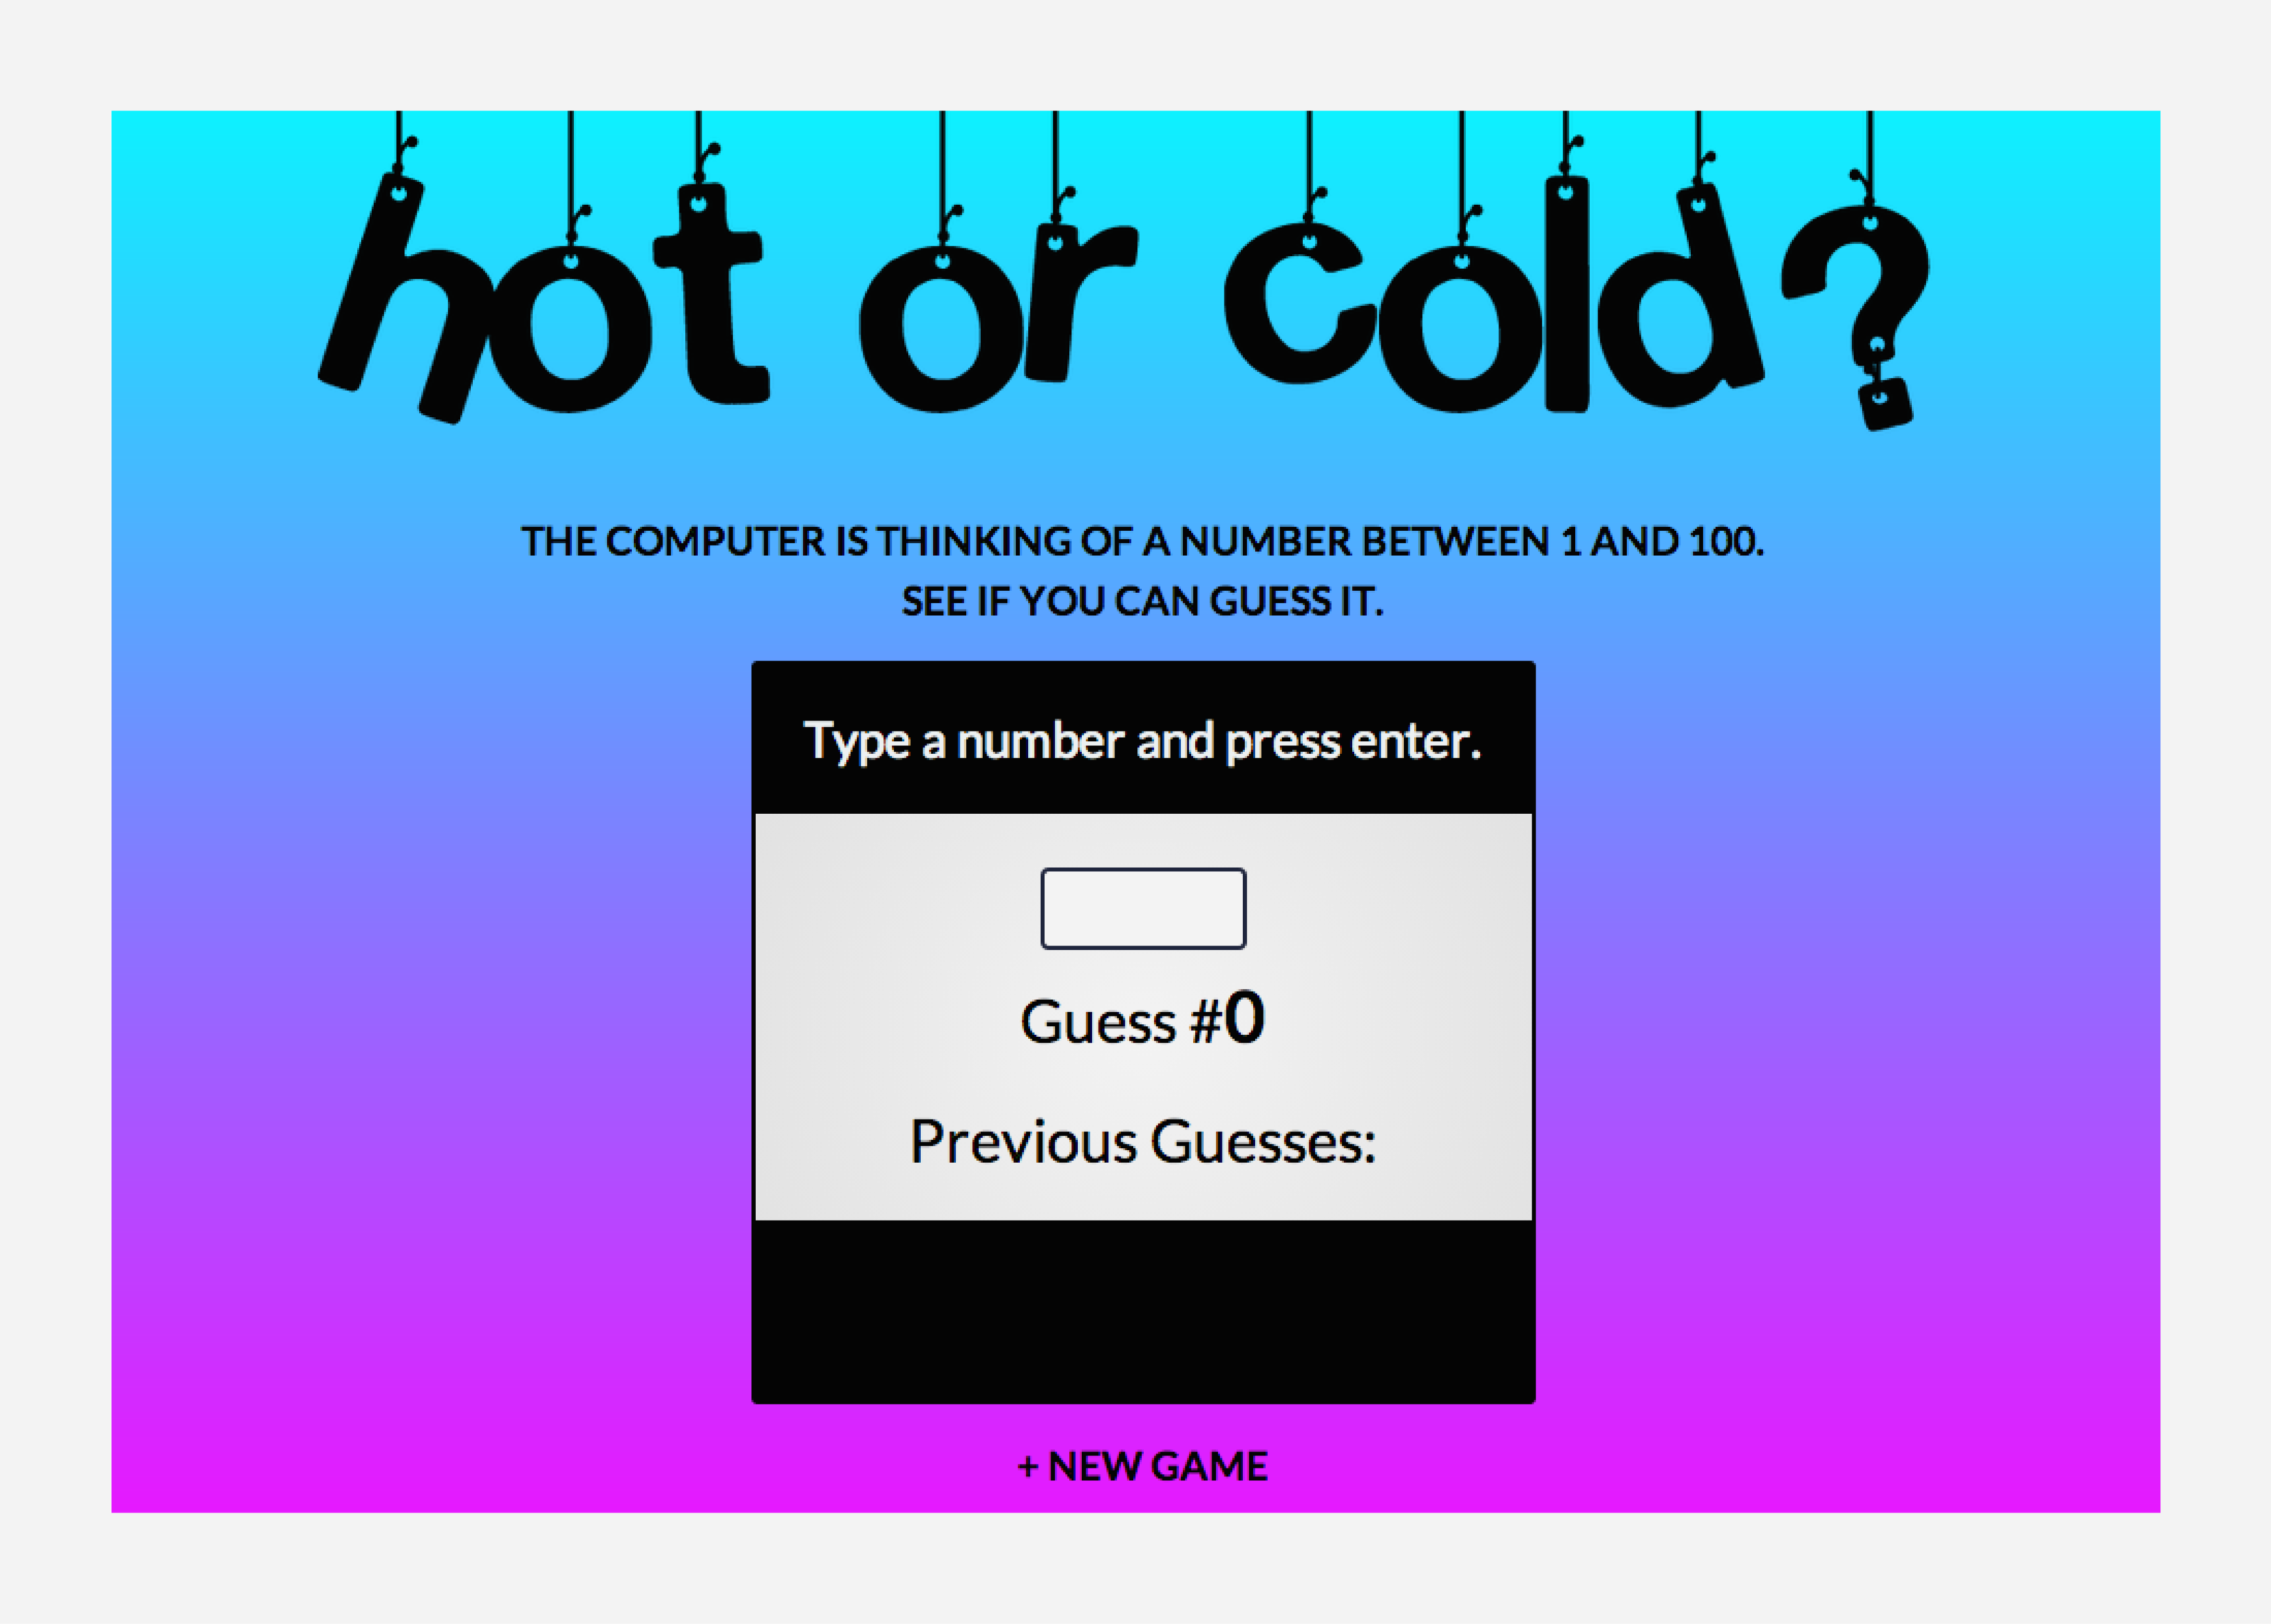 hot or cold?
THE COMPUTER IS THINKING OF A NUMBER BETWEEN 1 AND 100.
SEE IF YOU CAN GUESS IT.
Type a number and press enter.
Guess #0
Previous Guesses:
+ NEW GAME